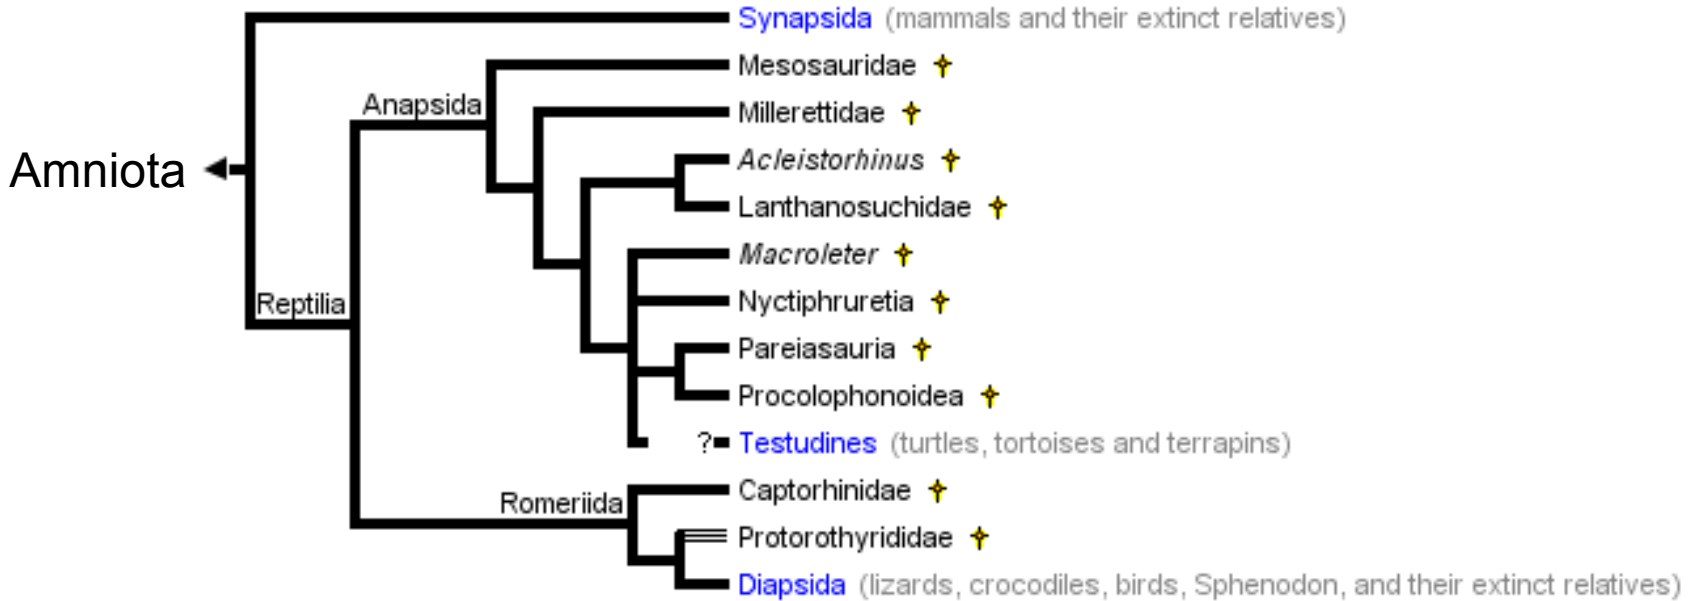 Synapsida (mammals and their extinct relatives)
Mesosauridae
Anapsida
Millerettidae
Acleistorhinus
Amniota
Lanthanosuchidae
Macroleter
Reptilia
Nyctiphruretia
Pareiasauria
Procolophonoidea
? Testudines (turtles, tortoises and terrapins)
Captorhinidae
Romeriida
Protorothyrididae
Diapsida (lizards, crocodiles, birds, Sphenodon, and their extinct relatives)